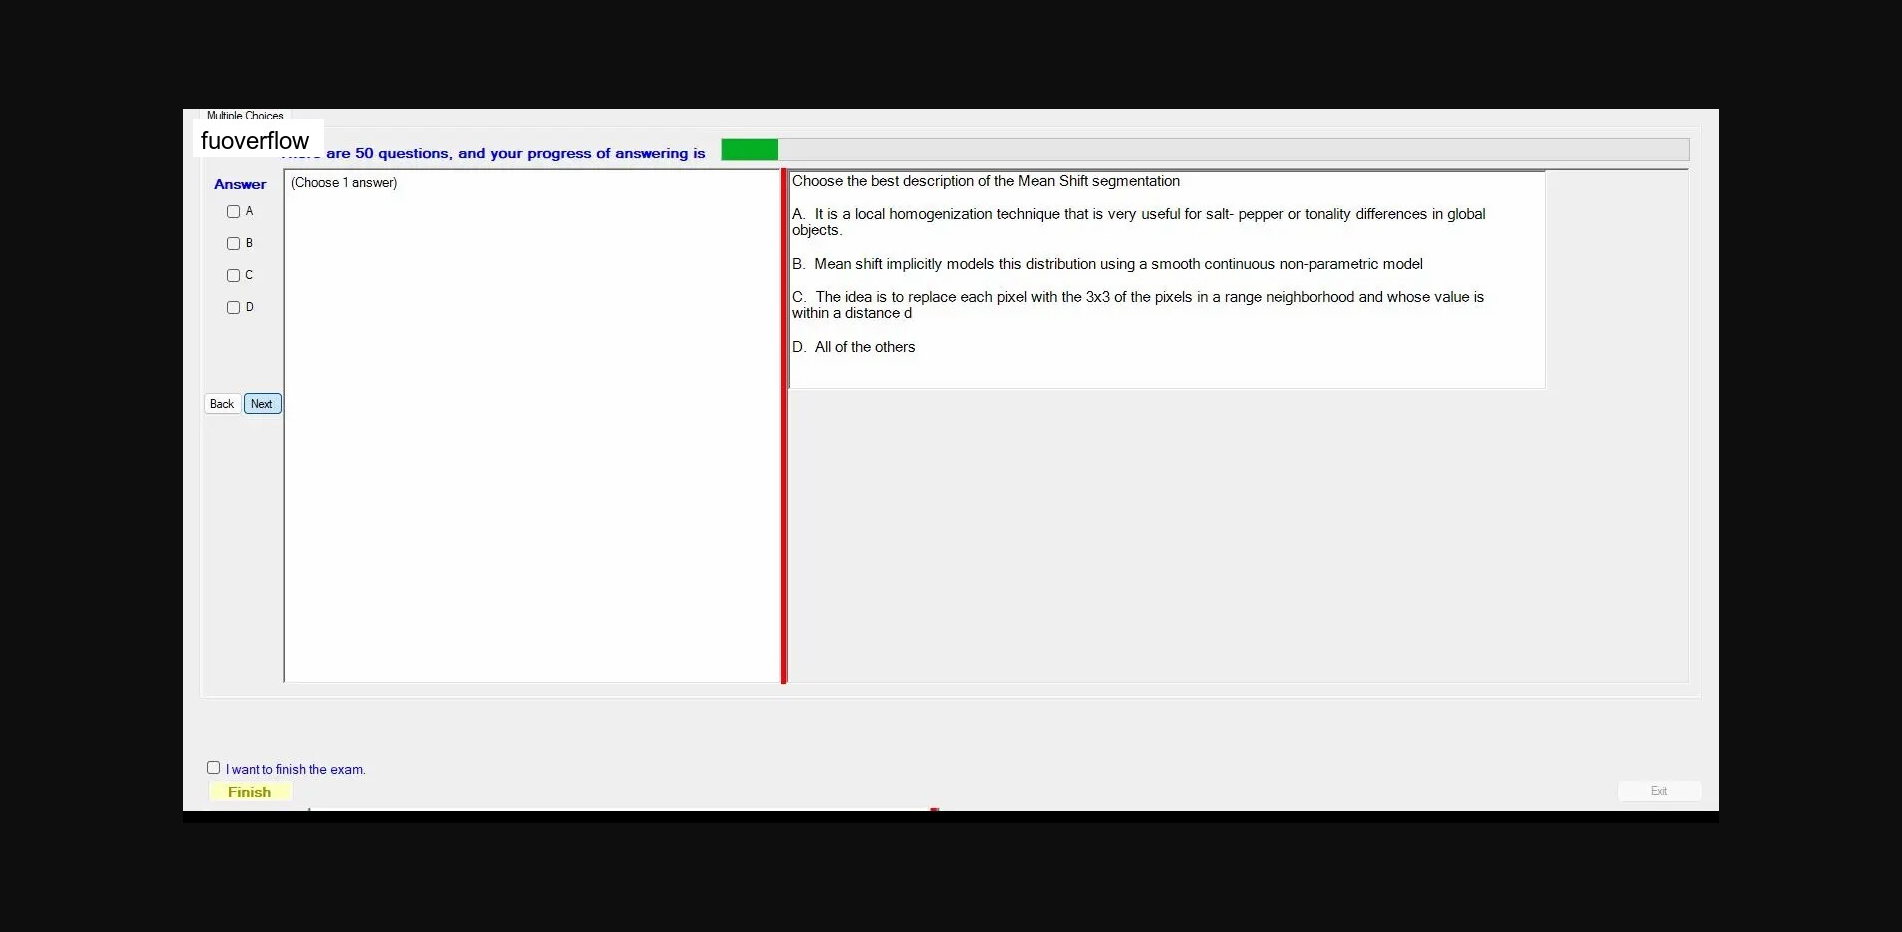 Multiple Choices
fuoverflow
are 50 questions, and your progress of answering is
Answer
A
B
C
D
Back Next
(Choose 1 answer)
Choose the best description of the Mean Shift segmentation
A. It is a local homogenization technique that is very useful for salt- pepper or tonality differences in global
objects.
B. Mean shift implicitly models this distribution using a smooth continuous non-parametric model
C. The idea is to replace each pixel with the 3x3 of the pixels in a range neighborhood and whose value is
within a distance d
D. All of the others
I want to finish the exam.
Finish
Exit